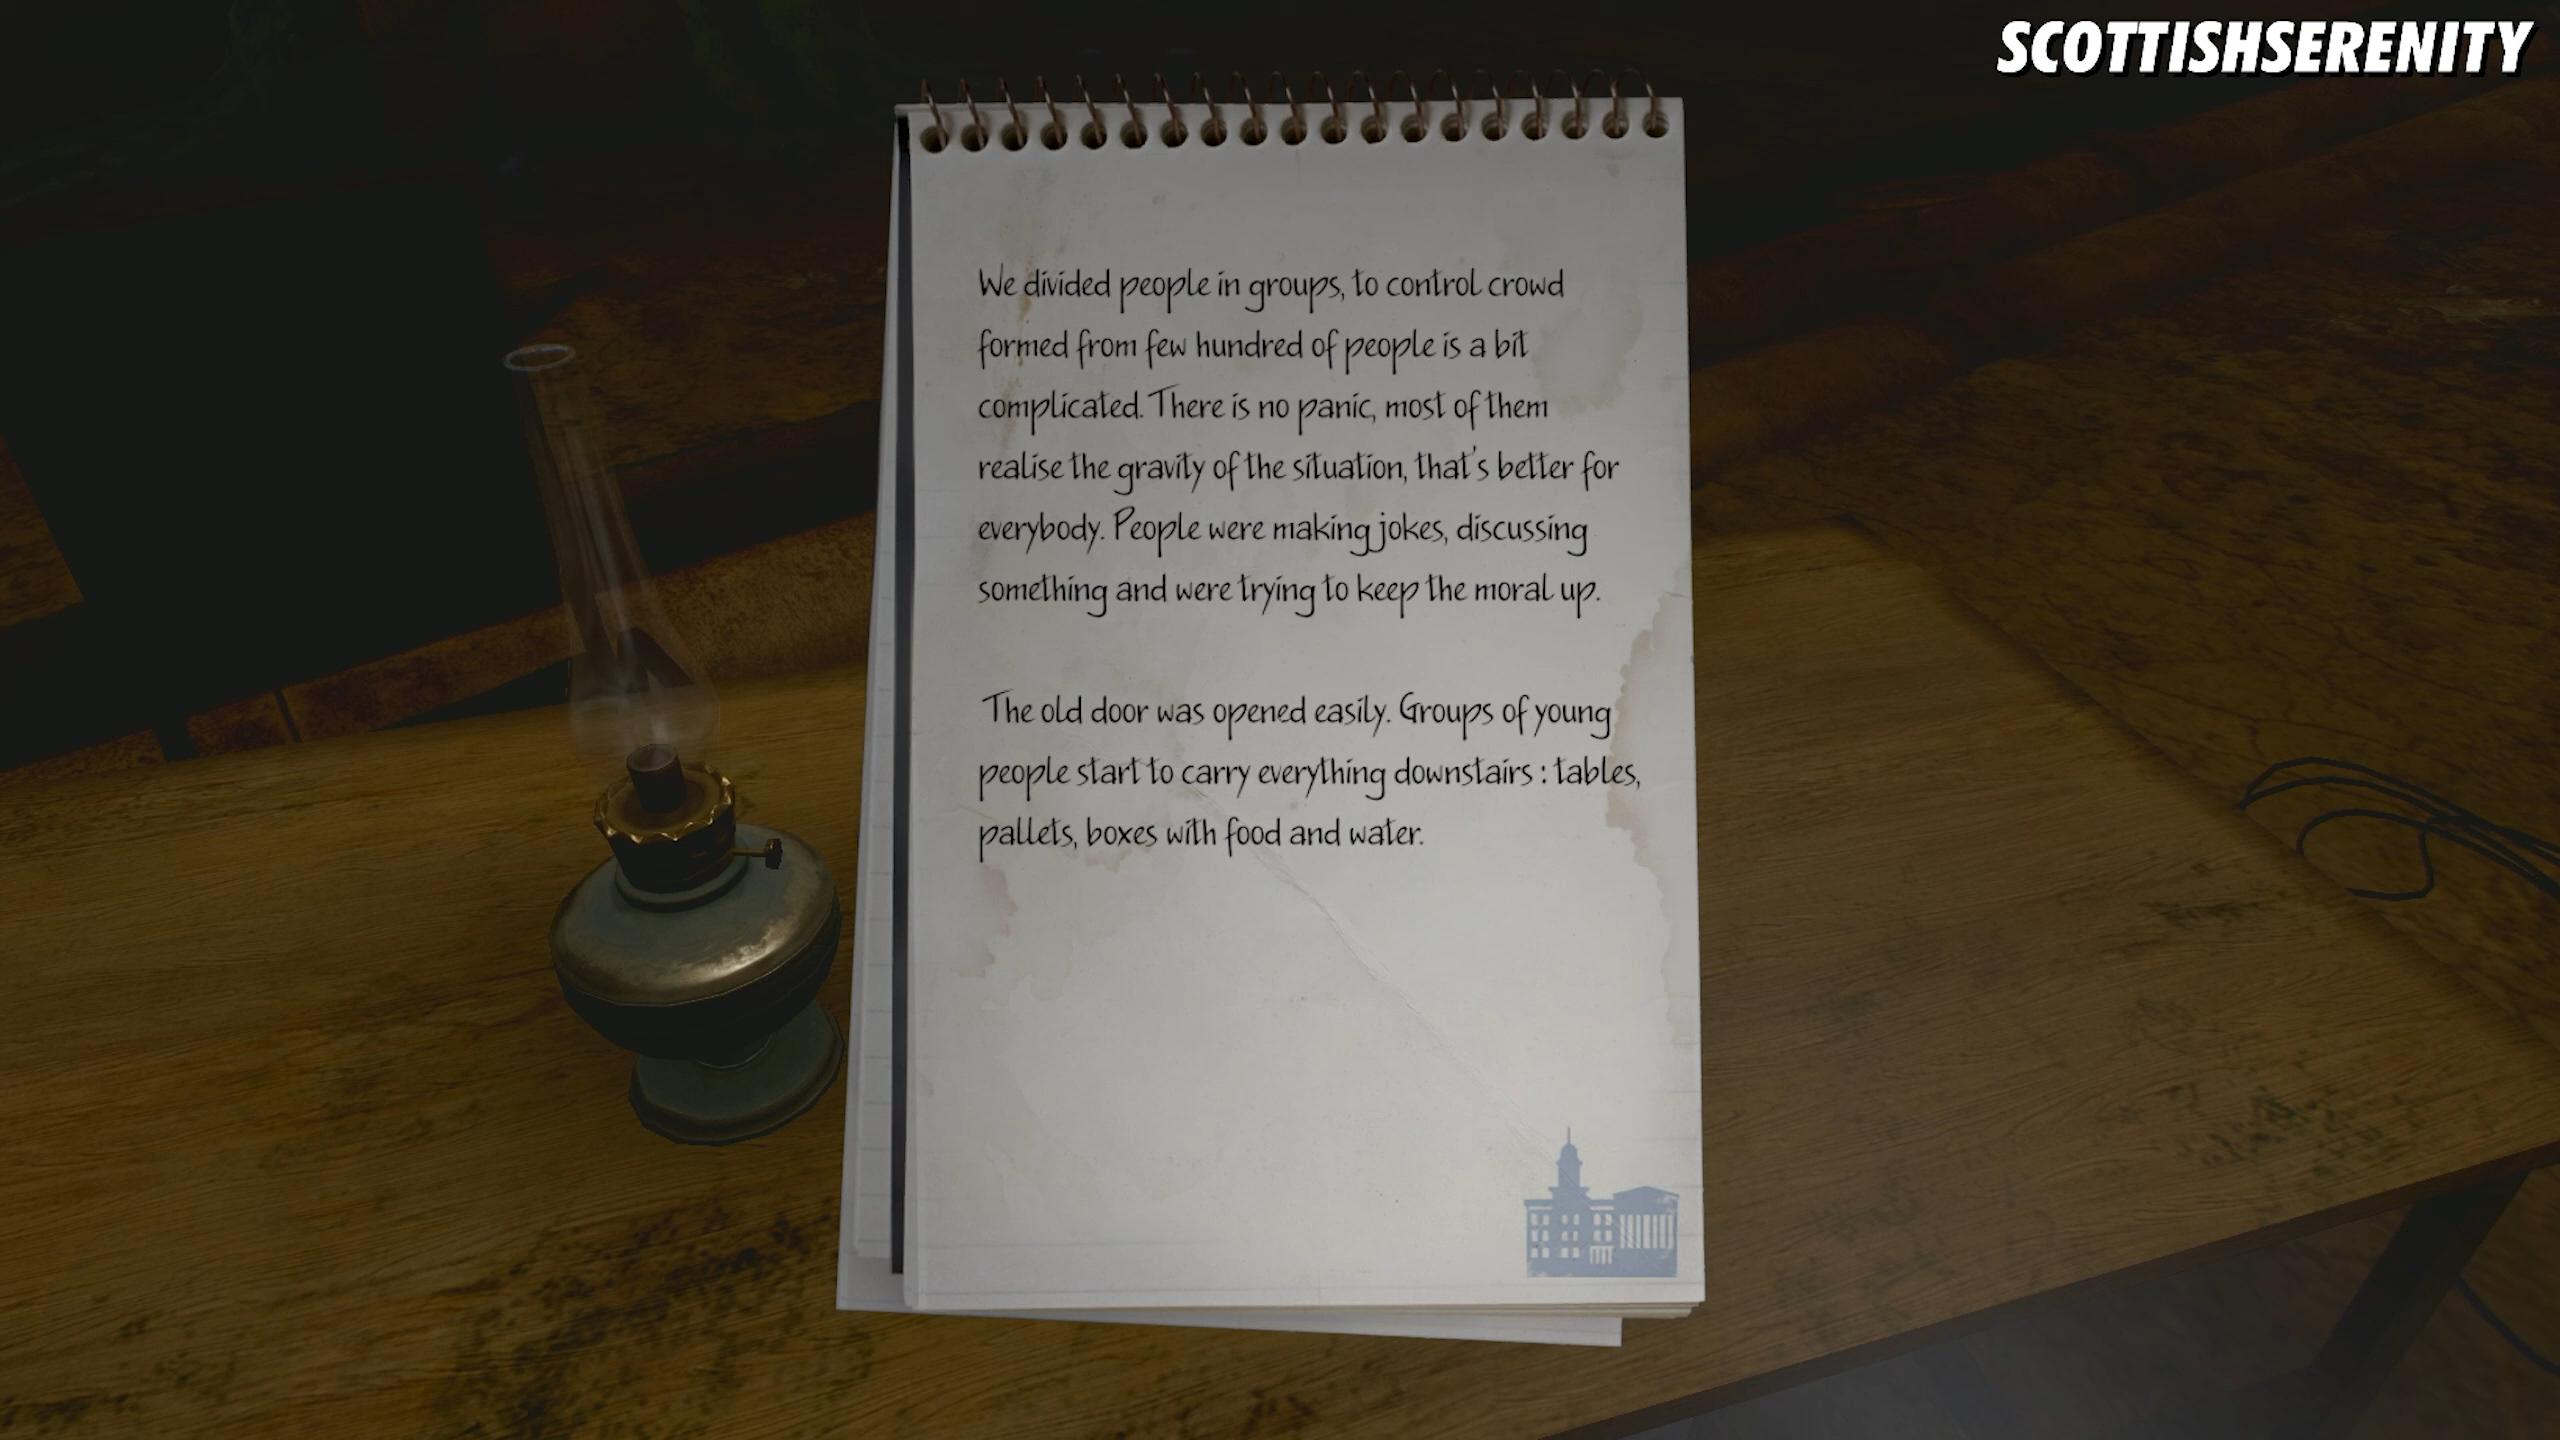 SCOTTISHSERENITY
We divided people in groups, to control crowd
formed from few hundred of people is a bit
complicated. There is no panic, most of them
realise the gravity of the situation, that's better for
everybody. People were making jokes, discussing
something and were trying to keep the moral up.
The old door was opened easily. Groups of young
people start to carry everything downstairs : tables,
pallets, boxes with food and water.